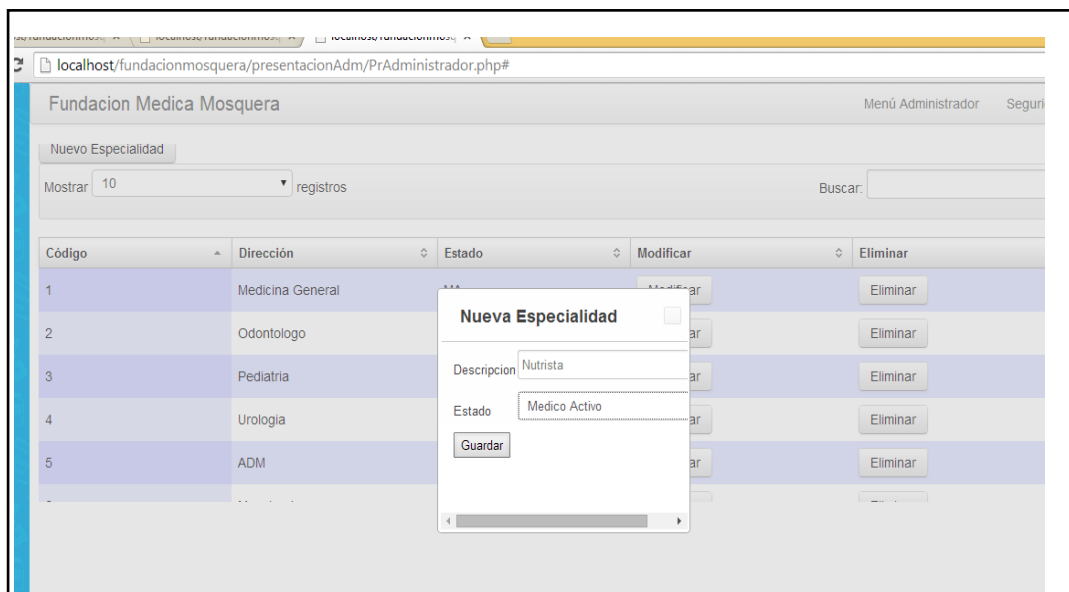 localhost/fundacionmosquera/presentacionAdm/PrAdministrador.php#
Fundacion Medica Mosquera Menú Administrador
Nuevo Especialidad
Mostrar 10 registros Buscar:
Código Dirección Estado Modificar Eliminar
1 Medicina General Modificar Eliminar
2 Odontologo Eliminar
3 Pediatria Eliminar
4 Urologia Eliminar
5 ADM Eliminar
Nueva Especialidad
Descripcion Nutrista
Estado Medico Activo
Guardar